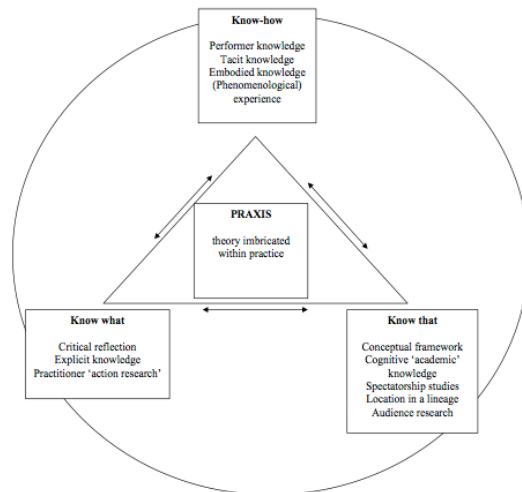 Know-how
Performer knowledge
Tacit knowledge
Embodied knowledge
(Phenomenological)
experience
PRAXIS
theory imbricated
within practice
Know what
Critical reflection
Explicit knowledge
Practitioner ‘action research’
Know that
Conceptual framework
Cognitive ‘academic’
knowledge
Spectatorship studies
Location in a lineage
Audience research